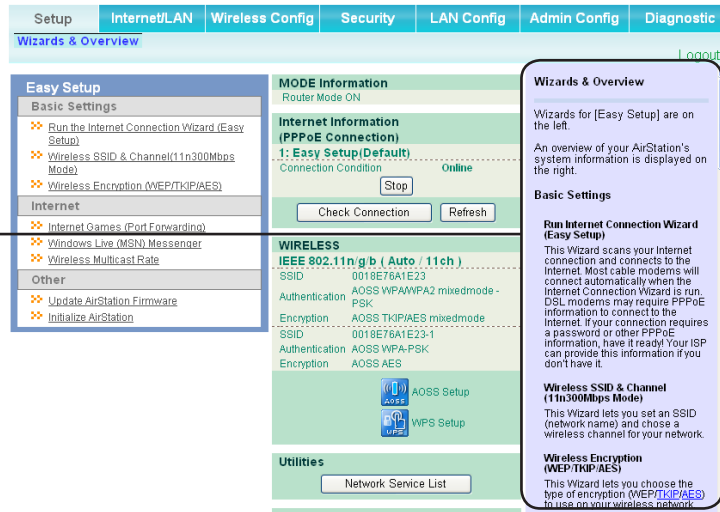 Setup
Internet/LAN
Wireless Config
Security
LAN Config
Admin Config
Diagnostic
Wizards & Overview
Logout
Easy Setup
Basic Settings
Run the Internet Connection Wizard (Easy
Setup)
Wireless SSID & Channel(11n300Mbps
Mode)
Wireless Encryption (WEP/TKIP/AES)
Internet
Internet Games (Port Forwarding)
Windows Live (MSN) Messenger
Wireless Multicast Rate
Other
Update AirStation Firmware
Initialize AirStation
MODE Information
Router Mode ON
Internet Information
(PPPoE Connection)
1: Easy Setup(Default)
Connection Condition Online
Stop
Check Connection Refresh
WIRELESS
IEEE 802.11n/g/b ( Auto / 11ch )
SSID 0018E76A1E23
Authentication AOSS WPA/WPA2 mixedmode -
PSK
Encryption AOSS TKIP/AES mixedmode
SSID 0018E76A1E23-1
Authentication AOSS WPA-PSK
Encryption AOSS AES
AOSS
AOSS Setup
WPS
WPS Setup
Utilities
Network Service List
Wizards & Overview
Wizards for [Easy Setup] are on
the left.
An overview of your AirStation's
system information is displayed on
the right.
Basic Settings
Run Internet Connection Wizard
(Easy Setup)
This Wizard scans your Internet
connection and connects to the
Internet. Most cable modems will
connect automatically when the
Internet Connection Wizard is run.
DSL modems may require PPPoE
information to connect to the
Internet. If your connection requires
a password or other PPPoE
information, have it ready! Your ISP
can provide this information if you
don't have it.
Wireless SSID & Channel
(11n300Mbps Mode)
This Wizard lets you set an SSID
(network name) and chose a
wireless channel for your network.
Wireless Encryption
(WEP/TKIP/AES)
This Wizard lets you choose the
type of encryption (WEP/TKIP/AES)
to use on your wireless network.